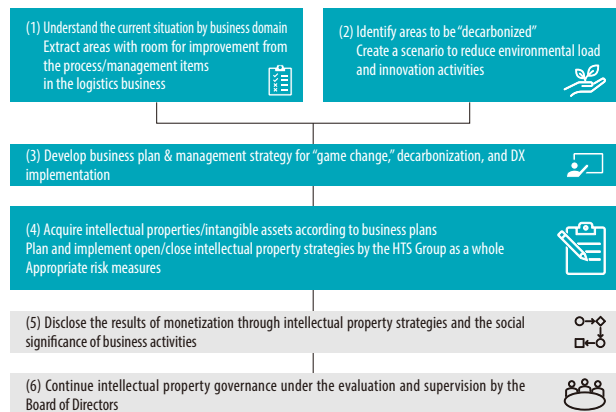 (1) Understand the current situation by business domain
Extract areas with room for improvement from
the process/management items
in the logistics business
(2) Identify areas to be “decarbonized”
Create a scenario to reduce environmental load
and innovation activities
(3) Develop business plan & management strategy for “game change,” decarbonization, and DX
implementation
(4) Acquire intellectual properties/intangible assets according to business plans
Plan and implement open/close intellectual property strategies by the HTS Group as a whole
Appropriate risk measures
(5) Disclose the results of monetization through intellectual property strategies and the social
significance of business activities
(6) Continue intellectual property governance under the evaluation and supervision by the
Board of Directors